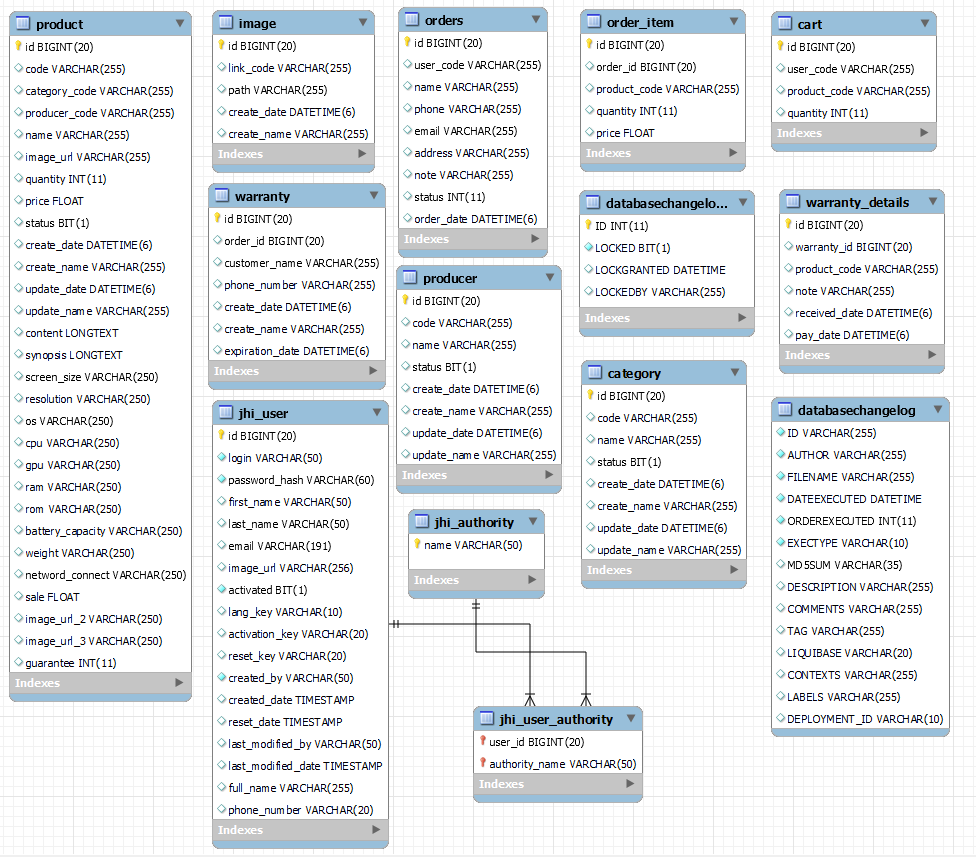 product
id BIGINT(20)
code VARCHAR(255)
category_code VARCHAR(255)
producer_code VARCHAR(255)
name VARCHAR(255)
image_url VARCHAR(255)
quantity INT(11)
price FLOAT
status BIT(1)
create_date DATETIME(6)
create_name VARCHAR(255)
update_date DATETIME(6)
update_name VARCHAR(255)
content LONGTEXT
synopsis LONGTEXT
screen_size VARCHAR(250)
resolution VARCHAR(250)
os VARCHAR(250)
cpu VARCHAR(250)
gpu VARCHAR(250)
ram VARCHAR(250)
rom VARCHAR(250)
battery_capacity VARCHAR(250)
weight VARCHAR(250)
netword_connect VARCHAR(250)
sale FLOAT
image_url_2 VARCHAR(250)
image_url_3 VARCHAR(250)
guarantee INT(11)
Indexes
image
id BIGINT(20)
link_code VARCHAR(255)
path VARCHAR(255)
create_date DATETIME(6)
create_name VARCHAR(255)
Indexes
warranty
id BIGINT(20)
order_id BIGINT(20)
customer_name VARCHAR(255)
phone_number VARCHAR(255)
create_date DATETIME(6)
create_name VARCHAR(255)
expiration_date DATETIME(6)
Indexes
jhi_user
id BIGINT(20)
login VARCHAR(50)
password_hash VARCHAR(60)
first_name VARCHAR(50)
last_name VARCHAR(50)
email VARCHAR(191)
image_url VARCHAR(256)
activated BIT(1)
lang_key VARCHAR(10)
activation_key VARCHAR(20)
reset_key VARCHAR(20)
created_by VARCHAR(50)
created_date TIMESTAMP
reset_date TIMESTAMP
last_modified_by VARCHAR(50)
last_modified_date TIMESTAMP
full_name VARCHAR(255)
phone_number VARCHAR(20)
Indexes
orders
id BIGINT(20)
user_code VARCHAR(255)
name VARCHAR(255)
phone VARCHAR(255)
email VARCHAR(255)
address VARCHAR(255)
note VARCHAR(255)
status INT(11)
order_date DATETIME(6)
Indexes
producer
id BIGINT(20)
code VARCHAR(255)
name VARCHAR(255)
status BIT(1)
create_date DATETIME(6)
create_name VARCHAR(255)
update_date DATETIME(6)
update_name VARCHAR(255)
Indexes
jhi_authority
name VARCHAR(50)
Indexes
jhi_user_authority
user_id BIGINT(20)
authority_name VARCHAR(50)
Indexes
order_item
id BIGINT(20)
order_id BIGINT(20)
product_code VARCHAR(255)
quantity INT(11)
price FLOAT
Indexes
databasechangelo...
ID INT(11)
LOCKED BIT(1)
LOCKGRANTED DATETIME
LOCKEDBY VARCHAR(255)
Indexes
category
id BIGINT(20)
code VARCHAR(255)
name VARCHAR(255)
status BIT(1)
create_date DATETIME(6)
create_name VARCHAR(255)
update_date DATETIME(6)
update_name VARCHAR(255)
Indexes
cart
id BIGINT(20)
user_code VARCHAR(255)
product_code VARCHAR(255)
quantity INT(11)
Indexes
warranty_details
id BIGINT(20)
warranty_id BIGINT(20)
product_code VARCHAR(255)
note VARCHAR(255)
received_date DATETIME(6)
pay_date DATETIME(6)
Indexes
databasechangelog
ID VARCHAR(255)
AUTHOR VARCHAR(255)
FILENAME VARCHAR(255)
DATEEXECUTED DATETIME
ORDEREXECUTED INT(11)
EXECTYPE VARCHAR(10)
MD5SUM VARCHAR(35)
DESCRIPTION VARCHAR(255)
COMMENTS VARCHAR(255)
TAG VARCHAR(255)
LIQUIBASE VARCHAR(20)
CONTEXTS VARCHAR(255)
LABELS VARCHAR(255)
DEPLOYMENT_ID VARCHAR(10)